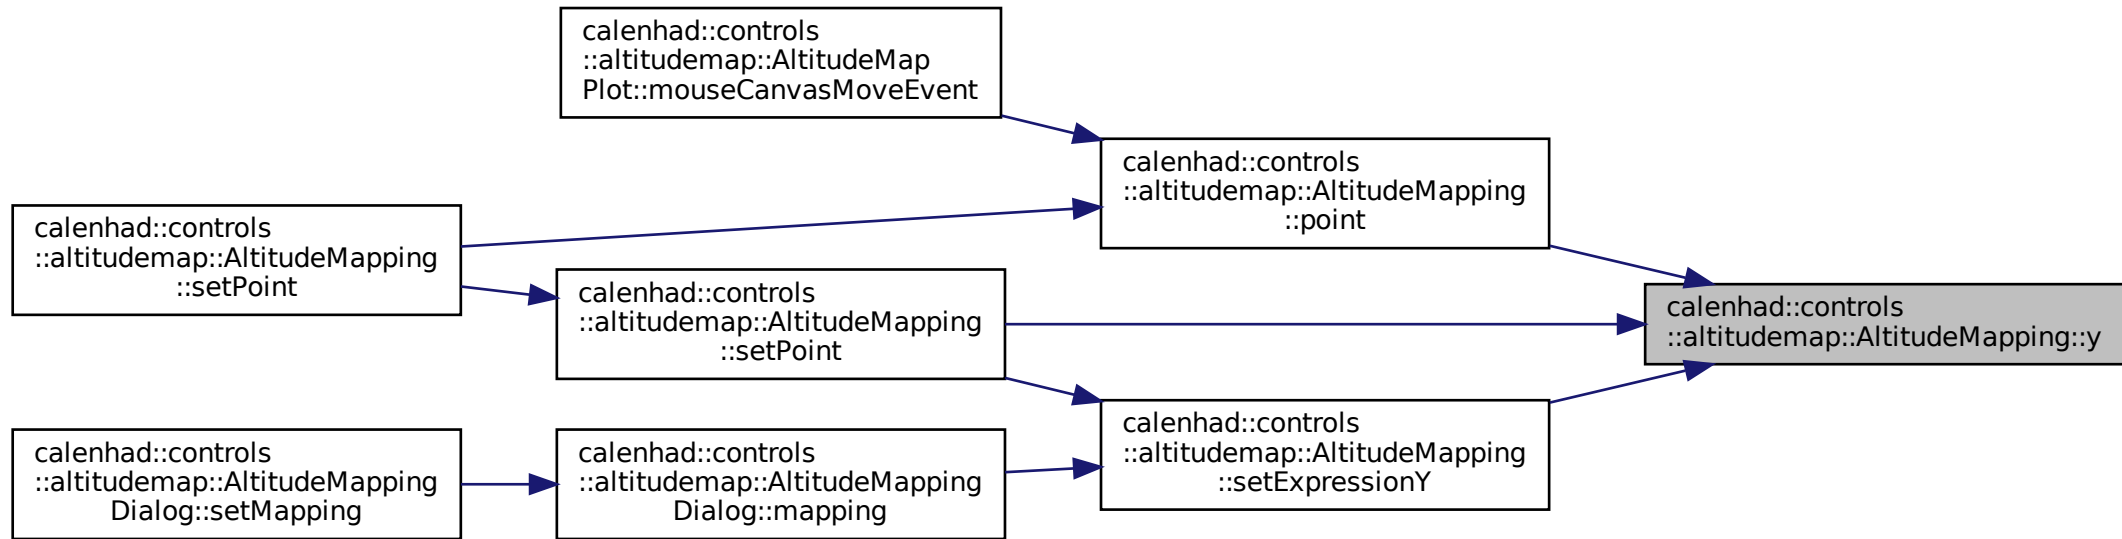 calenhad::controls
::altitudemap::AltitudeMap
Plot::mouseCanvasMoveEvent
calenhad::controls
::altitudemap::AltitudeMapping
::point
calenhad::controls
::altitudemap::AltitudeMapping
::setPoint
calenhad::controls
::altitudemap::AltitudeMapping
::setPoint
calenhad::controls
::altitudemap::AltitudeMapping::y
calenhad::controls
::altitudemap::AltitudeMapping
::setExpressionY
calenhad::controls
::altitudemap::AltitudeMapping
Dialog::setMapping
calenhad::controls
::altitudemap::AltitudeMapping
Dialog::mapping